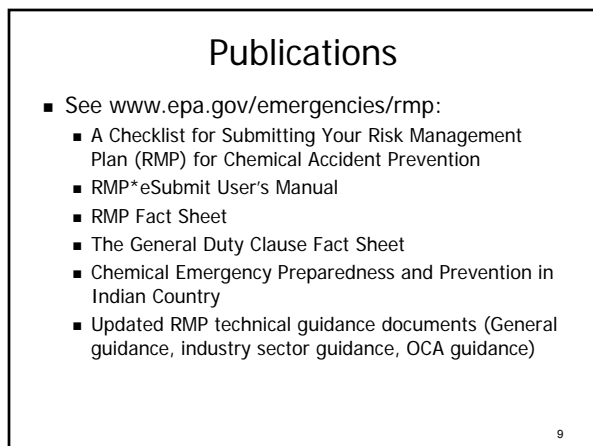 Publications
■ See www.epa.gov/emergencies/rmp:
■ A Checklist for Submitting Your Risk Management
Plan (RMP) for Chemical Accident Prevention
■ RMP*eSubmit User's Manual
■ RMP Fact Sheet
■ The General Duty Clause Fact Sheet
■ Chemical Emergency Preparedness and Prevention in
Indian Country
■ Updated RMP technical guidance documents (General
guidance, industry sector guidance, OCA guidance)
9